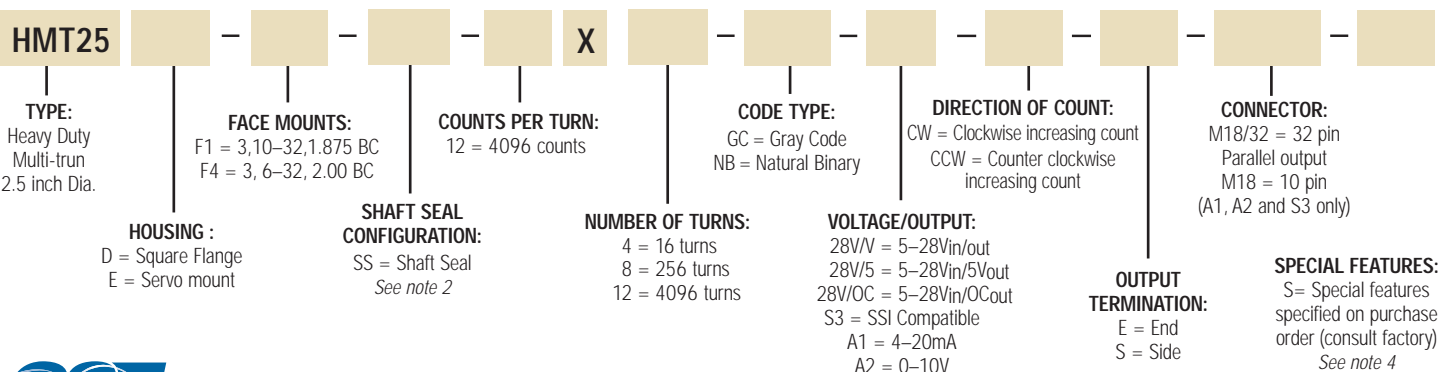 HMT25 – – – X – – – – – –
TYPE:
Heavy Duty
Multi-trun
2.5 inch Dia.
HOUSING :
D = Square Flange
E = Servo mount
FACE MOUNTS:
F1 = 3,10–32,1.875 BC
F4 = 3, 6–32, 2.00 BC
SHAFT SEAL
CONFIGURATION:
SS = Shaft Seal
See note 2
COUNTS PER TURN:
12 = 4096 counts
NUMBER OF TURNS:
4 = 16 turns
8 = 256 turns
12 = 4096 turns
CODE TYPE:
GC = Gray Code
NB = Natural Binary
VOLTAGE/OUTPUT:
28V/V = 5–28Vin/out
28V/5 = 5–28Vin/5Vout
28V/OC = 5–28Vin/OCout
S3 = SSI Compatible
A1 = 4–20mA
A2 = 0–10V
DIRECTION OF COUNT:
CW = Clockwise increasing count
CCW = Counter clockwise
increasing count
OUTPUT
TERMINATION:
E = End
S = Side
CONNECTOR:
M18/32 = 32 pin
Parallel output
M18 = 10 pin
(A1, A2 and S3 only)
SPECIAL FEATURES:
S= Special features
specified on purchase
order (consult factory)
See note 4